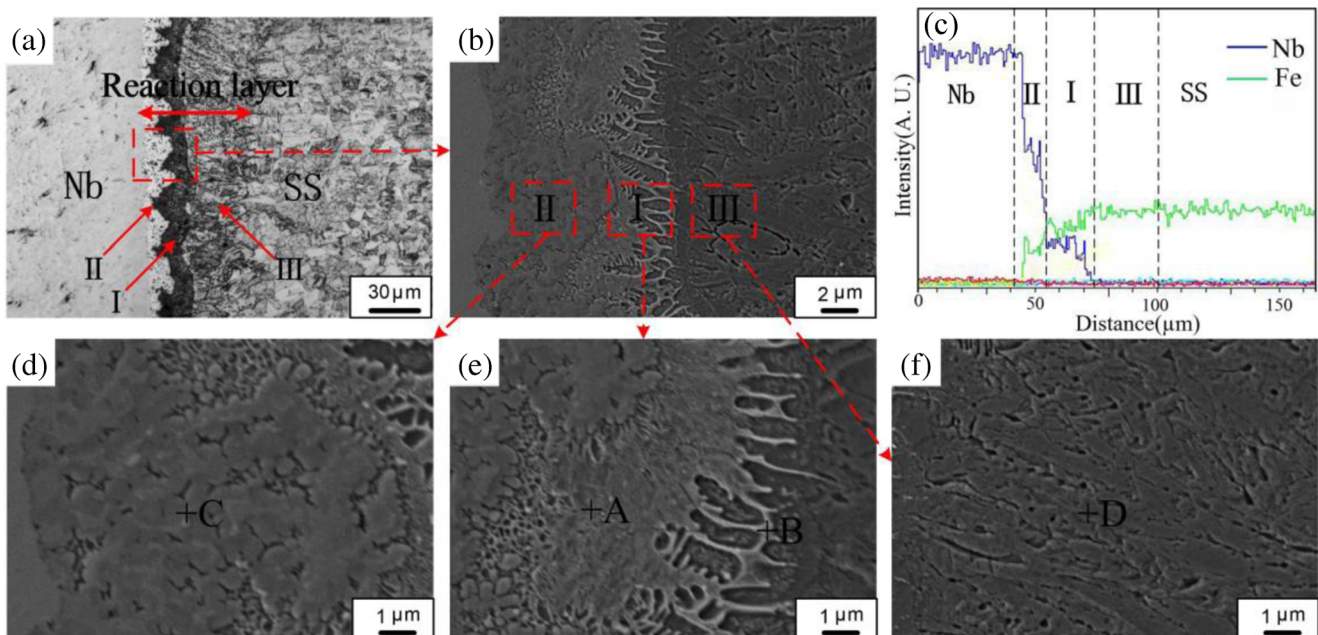 (a)
Reaction layer
Nb
SS
II
I
III
30 μm
(b)
II
I
III
2 μm
(c)
Nb
Fe
Nb
II
I
III
SS
Intensity(A. U.)
0
50
100
150
Distance(μm)
(d)
+C
1 μm
(e)
+A
+B
1 μm
(f)
+D
1 μm